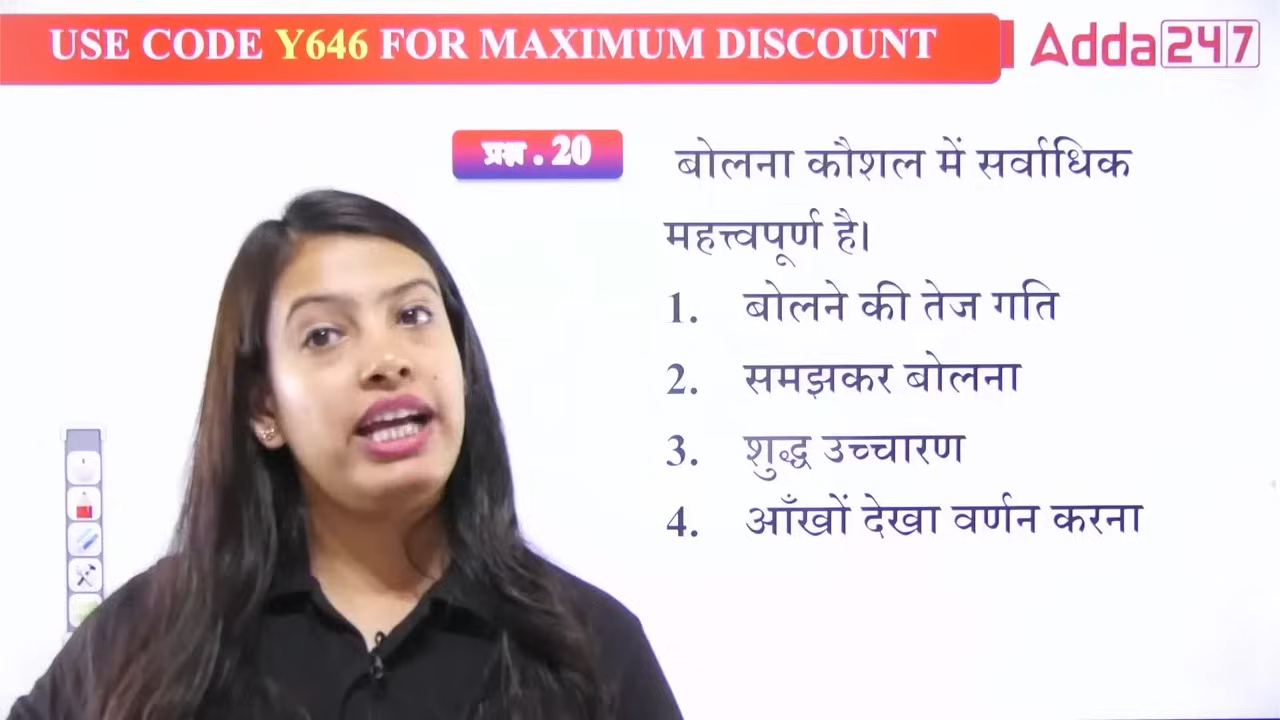 USE CODE Y646 FOR MAXIMUM DISCOUNT
Adda247
प्रश्न . 20
बोलना कौशल में सर्वाधिक
महत्त्वपूर्ण है।
1. बोलने की तेज गति
2. समझकर बोलना
3. शुद्ध उच्चारण
4. आँखों देखा वर्णन करना